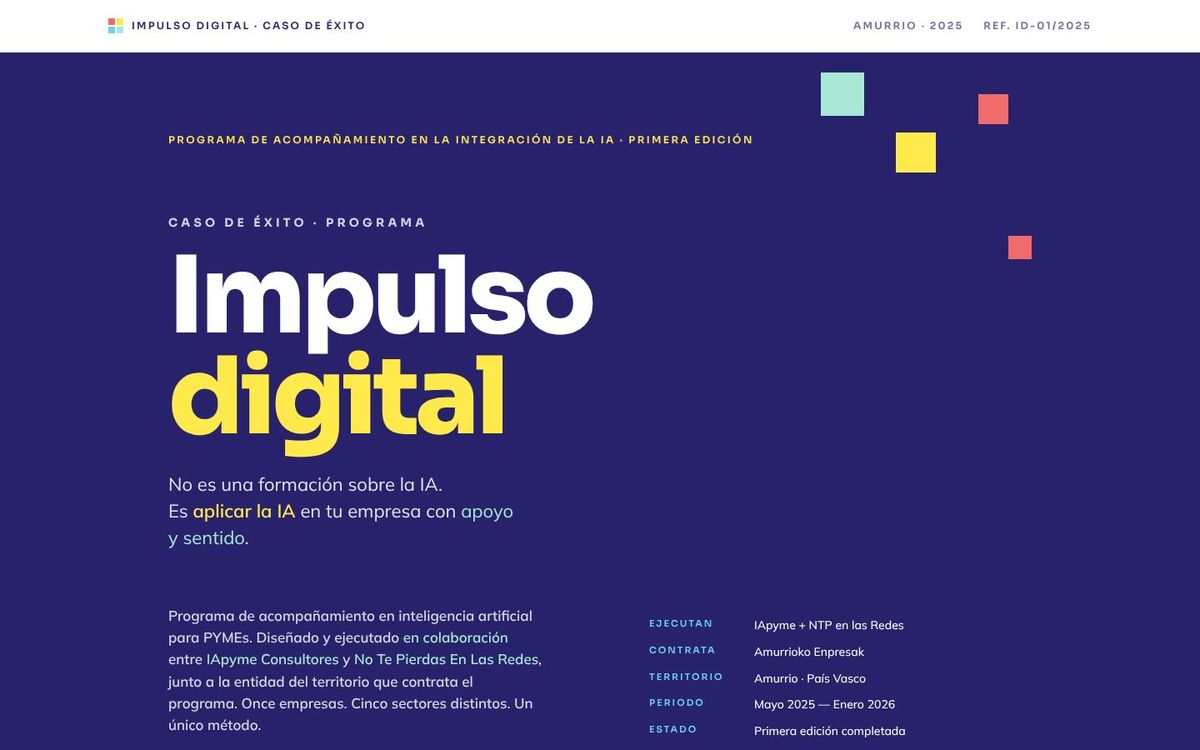 IMPULSO DIGITAL · CASO DE ÉXITO
AMURRIO · 2025 REF. ID-01/2025
PROGRAMA DE ACOMPAÑAMIENTO EN LA INTEGRACIÓN DE LA IA · PRIMERA EDICIÓN
CASO DE ÉXITO · PROGRAMA
Impulso
digital
No es una formación sobre la IA.
Es aplicar la IA en tu empresa con apoyo
y sentido.
Programa de acompañamiento en inteligencia artificial
para PYMEs. Diseñado y ejecutado en colaboración
entre IApyme Consultores y No Te Pierdas En Las Redes,
junto a la entidad del territorio que contrata el
programa. Once empresas. Cinco sectores distintos. Un
único método.
EJECUTAN IApyme + NTP en las Redes
CONTRATA Amurrioko Enpresak
TERRITORIO Amurrio · País Vasco
PERIODO Mayo 2025 — Enero 2026
ESTADO Primera edición completada